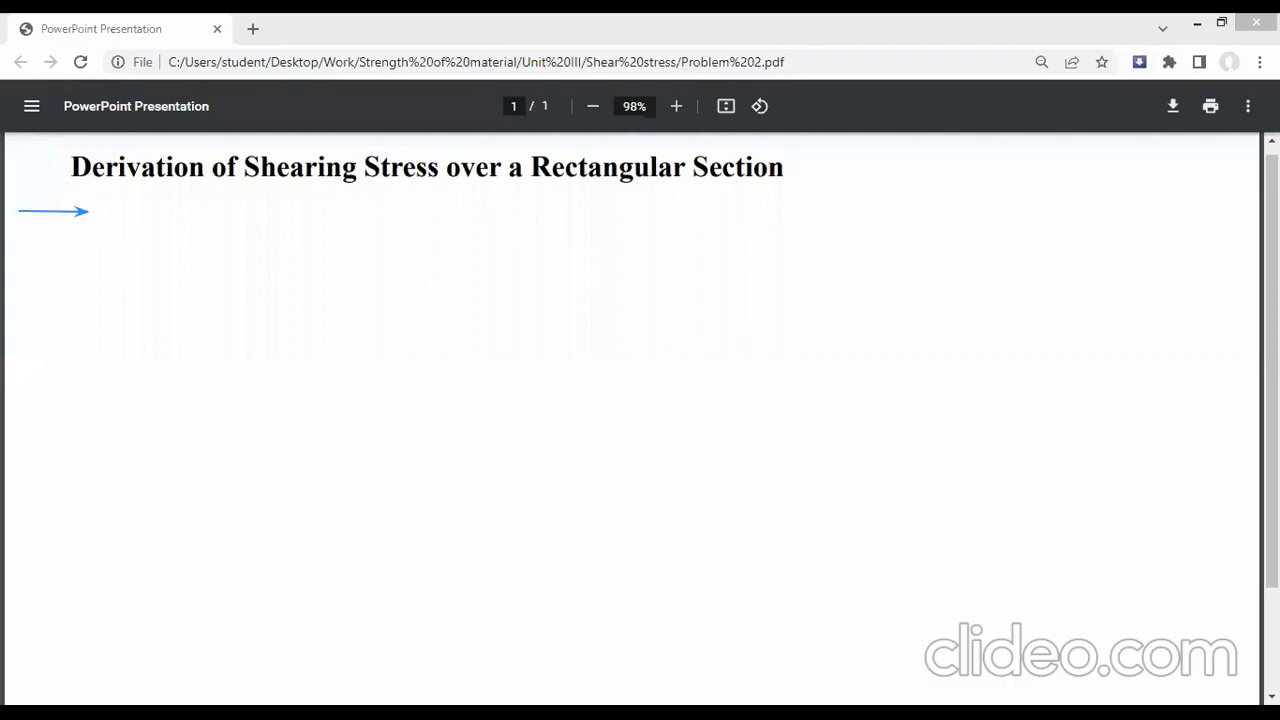 PowerPoint Presentation
File
C:/Users/student/Desktop/Work/Strength%20of%20material/Unit%20III/Shear%20stress/Problem%202.pdf
PowerPoint Presentation
1 / 1
98%
Derivation of Shearing Stress over a Rectangular Section
clideo.com